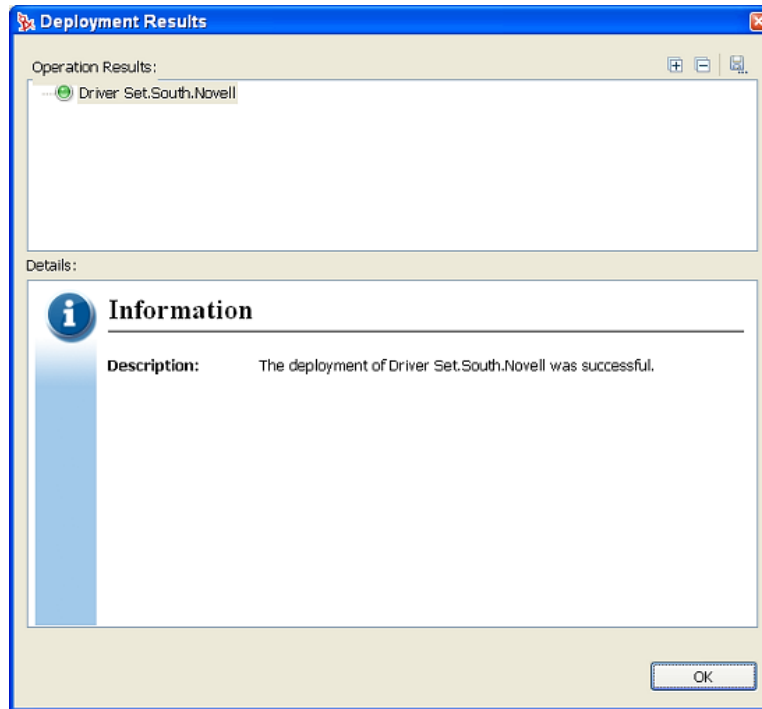 Deployment Results
Operation Results:
Driver Set.South.Novell
Details:
Information
Description: The deployment of Driver Set.South.Novell was successful.
OK